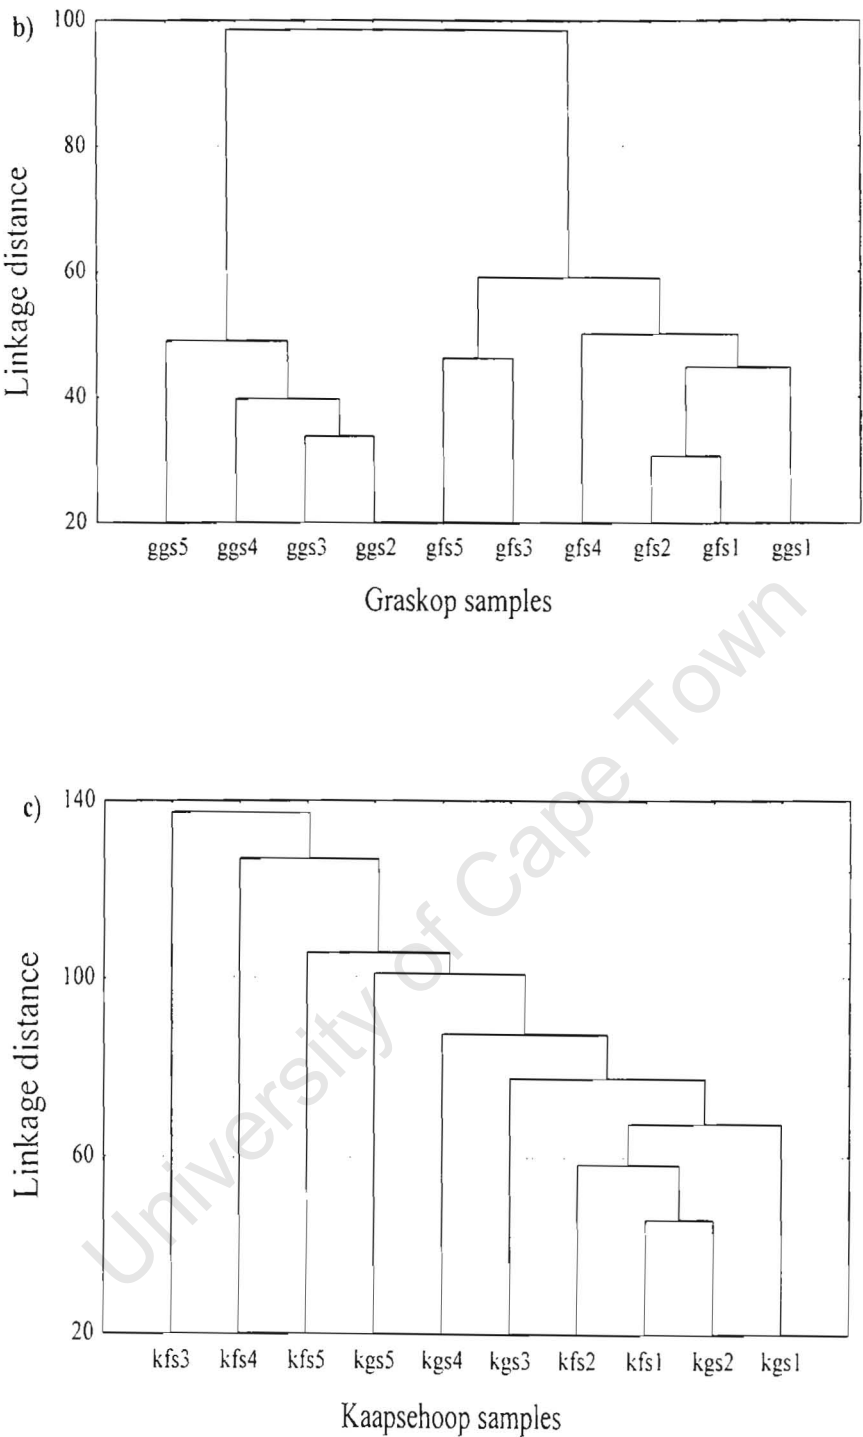 b)
100
80
60
40
20
Linkage distance
ggs5 ggs4 ggs3 ggs2 gfs5 gfs3 gfs4 gfs2 gfs1 ggs1
Graskop samples
University of Cape Town
c)
140
100
60
20
Linkage distance
kfs3 kfs4 kfs5 kgs5 kgs4 kgs3 kfs2 kfs1 kgs2 kgs1
Kaapsehoop samples